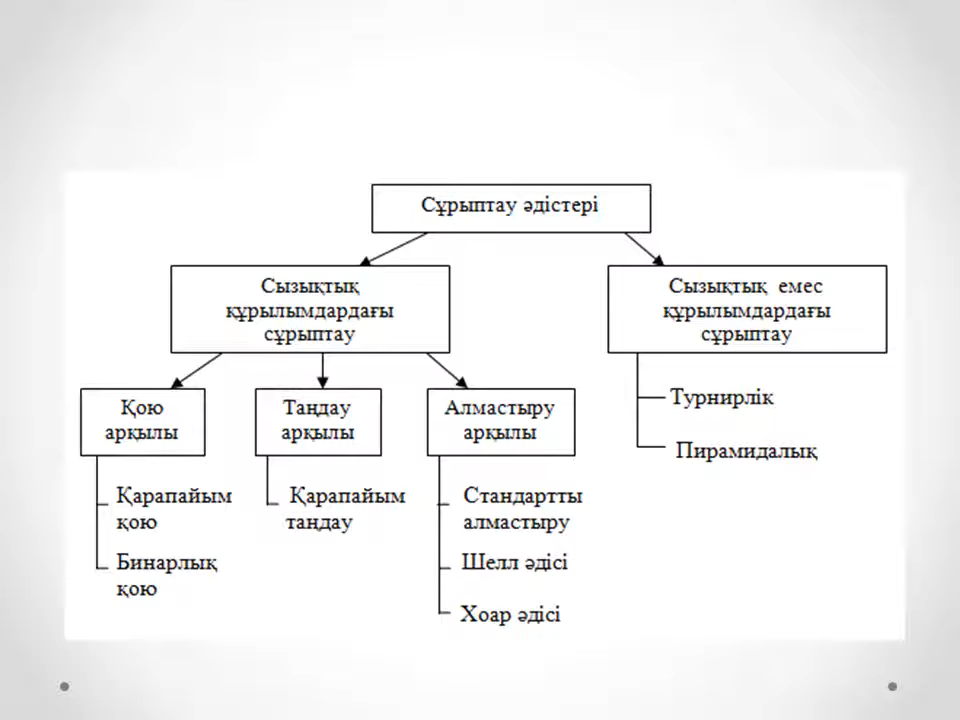 Сұрыптау әдістері
Сызықтық
құрылымдардағы
сұрыптау
Сызықтық емес
құрылымдардағы
сұрыптау
Қою
арқылы
Таңдау
арқылы
Алмастыру
арқылы
Турнирлік
Пирамидалық
Қарапайым
қою
Бинарлық
қою
Қарапайым
таңдау
Стандартты
алмастыру
Шелл әдісі
Хоар әдісі